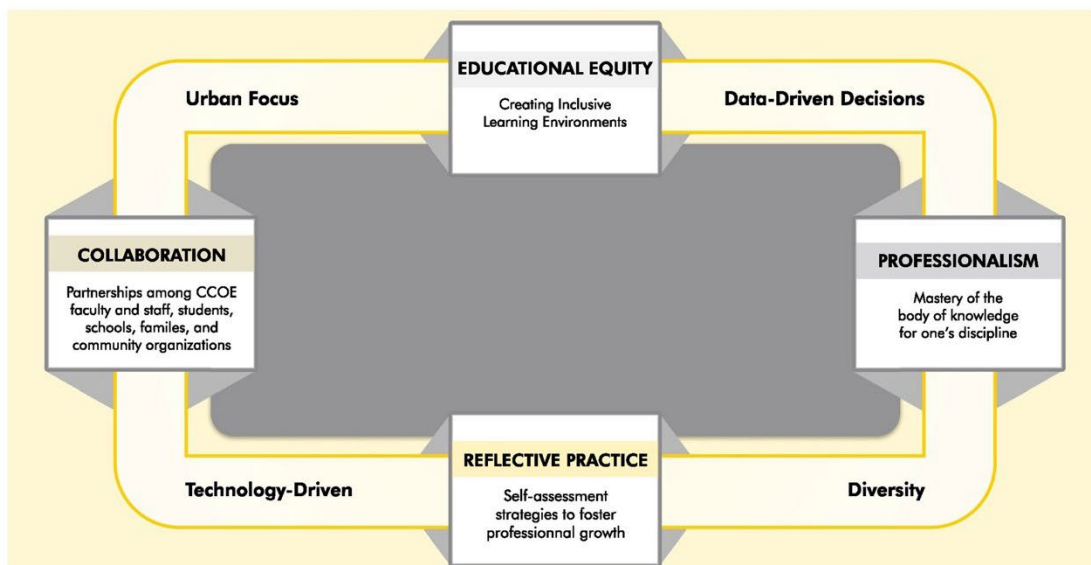 EDUCATIONAL EQUITY
Creating Inclusive
Learning Environments
Urban Focus
Data-Driven Decisions
COLLABORATION
Partnerships among CCOE
faculty and staff, students,
schools, familes, and
community organizations
PROFESSIONALISM
Mastery of the
body of knowledge
for one's discipline
REFLECTIVE PRACTICE
Self-assessment
strategies to foster
professionnal growth
Technology-Driven
Diversity